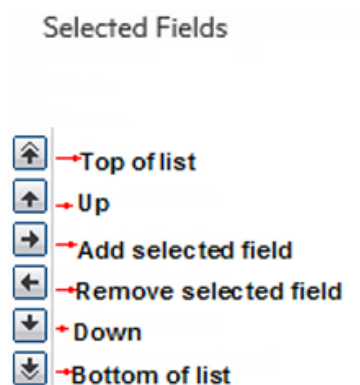 Selected Fields
Top of list
Up
Add selected field
Remove selected field
Down
Bottom of list